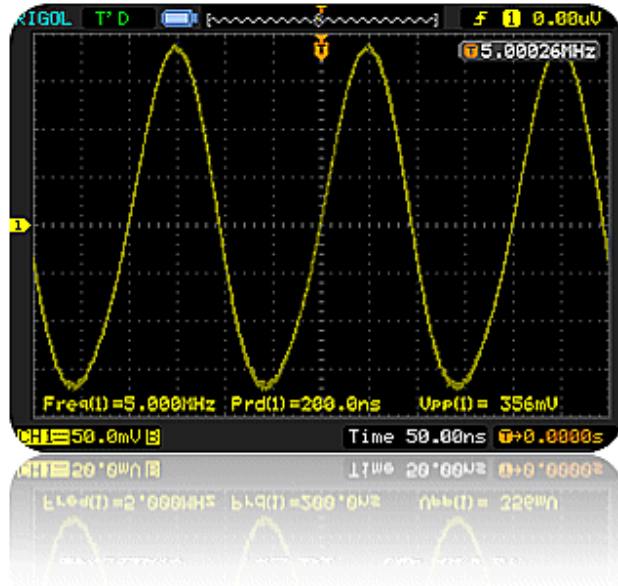 RIGOL T'D T 1 0.00uV
T
T 5.00026MHz
1
Freq(1)=5.000MHz Prd(1)=200.0ns Vpp(1)= 356mV
CH1 50.0mV B Time 50.00ns T→0.0000s